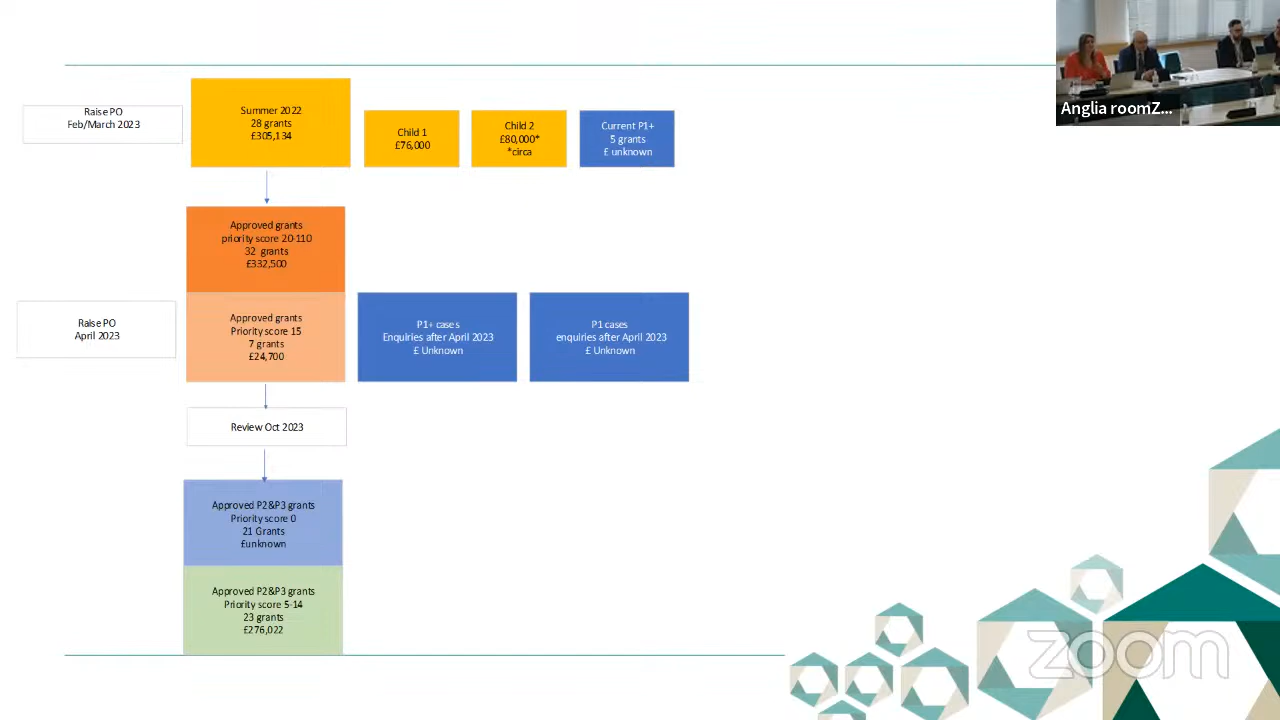 Raise PO
Feb/March 2023
Summer 2022
28 grants
£305,134
Child 1
£76,000
Child 2
£80,000*
*circa
Current P1+
5 grants
£ unknown
Anglia roomZ...
Approved grants
priority score 20-110
32 grants
£332,500
Raise PO
April 2023
Approved grants
Priority score 15
7 grants
£24,700
P1+ cases
Enquiries after April 2023
£ Unknown
P1 cases
enquiries after April 2023
£ Unknown
Review Oct 2023
Approved P2&P3 grants
Priority score 0
21 Grants
£unknown
Approved P2&P3 grants
Priority score 5-14
23 grants
£276,022
zoom